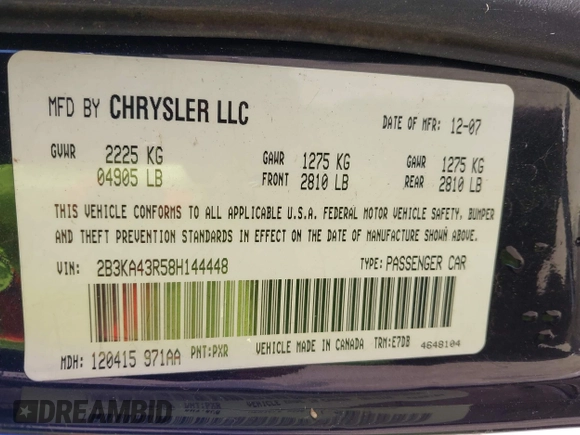 MFD BY CHRYSLER LLC
DATE OF MFR: 12-07
GVWR 2225 KG
04905 LB
GAWR 1275 KG
FRONT 2810 LB
GAWR 1275 KG
REAR 2810 LB
THIS VEHICLE CONFORMS TO ALL APPLICABLE U.S.A. FEDERAL MOTOR VEHICLE SAFETY, BUMPER
AND THEFT PREVENTION STANDARDS IN EFFECT ON THE DATE OF MANUFACTURE SHOWN ABOVE.
VIN: 2B3KA43R58H144448
TYPE: PASSENGER CAR
MDH: 120415 971AA PNT: PXR
VEHICLE MADE IN CANADA TRM: E7DB
4648104
DREAMBID